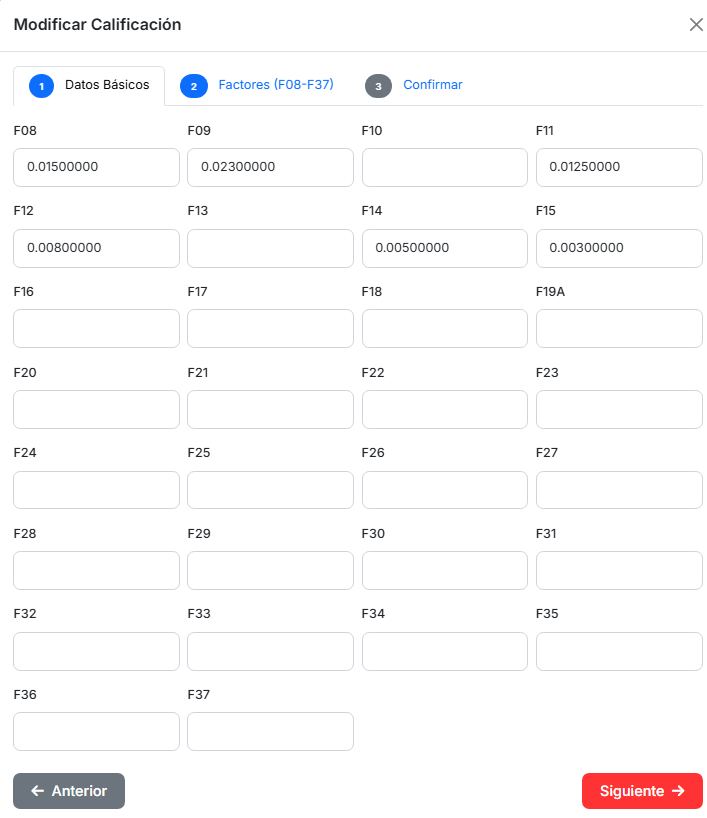 Modificar Calificación
1 Datos Básicos 2 Factores (F08-F37) 3 Confirmar
F08 F09 F10 F11
0.01500000 0.02300000 0.01250000
F12 F13 F14 F15
0.00800000 0.00500000 0.00300000
F16 F17 F18 F19A
F20 F21 F22 F23
F24 F25 F26 F27
F28 F29 F30 F31
F32 F33 F34 F35
F36 F37
Anterior Siguiente